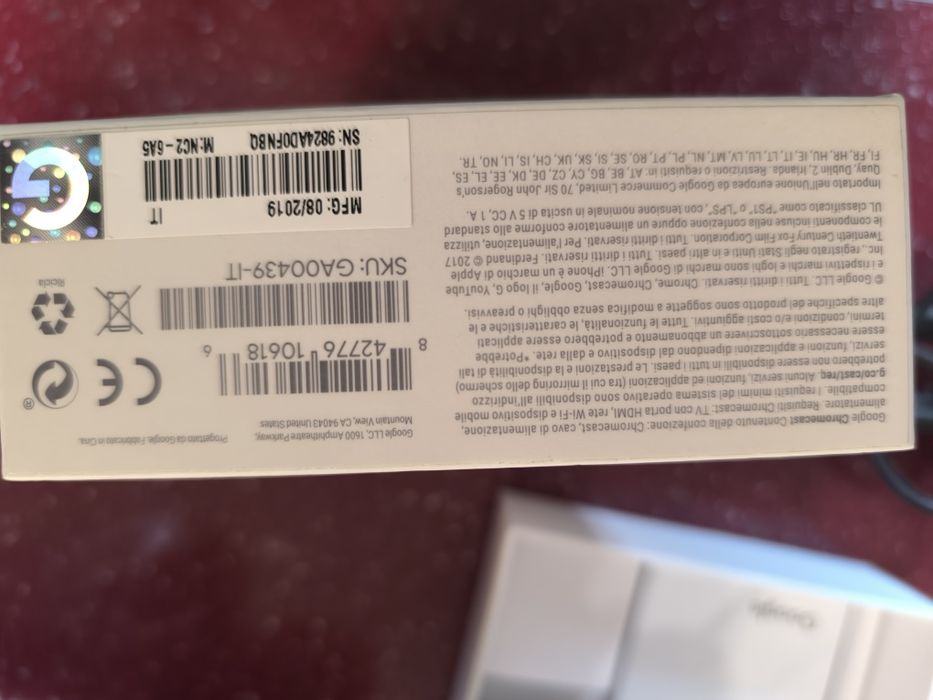 Google Chromecast Contenuto della confezione: Chromecast, cavo di alimentazione,
alimentatore. Requisiti Chromecast: TV con porta HDMI, rete Wi-Fi e dispositivo mobile
compatibile. I requisiti minimi del sistema operativo sono disponibili all'indirizzo
g.co/cast/req. Alcuni servizi, funzioni ed applicazioni (tra cui il mirroring dello schermo)
potrebbero non essere disponibili in tutti i paesi. Le prestazioni e la disponibilità di tali
servizi, funzioni e applicazioni dipendono dal dispositivo e dalla rete. *Potrebbe
essere necessario sottoscrivere un abbonamento e potrebbero essere applicati
termini, condizioni e/o costi aggiuntivi. Tutte le funzionalità, le caratteristiche e le
altre specifiche del prodotto sono soggette a modifica senza obblighi o preavvisi.
© Google LLC. Tutti i diritti riservati. Chrome, Chromecast, Google, il logo G, YouTube
e i rispettivi marchi e loghi sono marchi di Google LLC. iPhone è un marchio di Apple
Inc., registrato negli Stati Uniti e in altri paesi. Tutti i diritti riservati. Ferdinand © 2017
Twentieth Century Fox Film Corporation. Tutti i diritti riservati. Per l'alimentazione, utilizza
le componenti incluse nella confezione oppure un alimentatore conforme allo standard
UL classificato come "PS1" o "LPS", con tensione nominale in uscita di 5 V CC, 1 A.
Importato nell'Unione europea da Google Commerce Limited, 70 Sir John Rogerson's
Quay, Dublin 2, Irlanda. Restrizioni o requisiti in: AT, BE, BG, CY, CZ, DE, DK, EE, EL, ES,
FI, FR, HR, HU, IE, IT, LT, LU, LV, MT, NL, PL, PT, RO, SE, SI, SK, UK, CH, IS, LI, NO, TR.
Google LLC, 1600 Amphitheatre Parkway,
Mountain View, CA 94043 United States
Progettato da Google. Fabbricato in Cina.
8 42776 10618 6
CE
®
SKU: GA00439-IT
Ricicla
MFG: 08/2019
IT
SN: 9824AD0FNBQ
M:NC2-6A5
G
Google